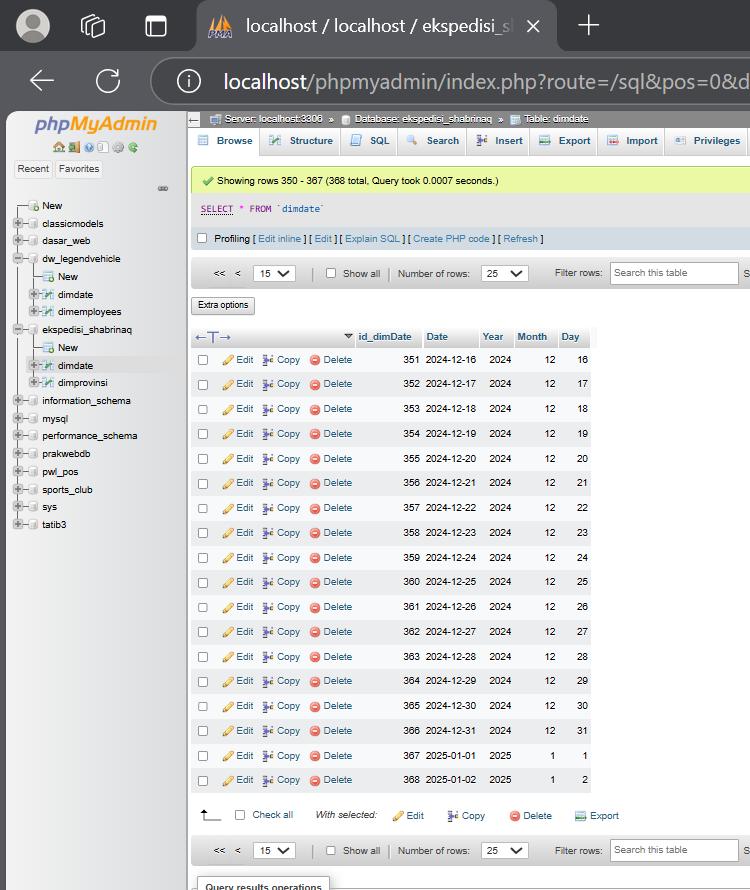 localhost / localhost / ekspedisi_s
localhost/phpmyadmin/index.php?route=/sql&pos=0&d
phpMyAdmin
Recent Favorites
New
classicmodels
dasar_web
dw_legendvehicle
New
dimdate
dimemployees
ekspedisi_shabrinaq
New
dimdate
dimprovinsi
information_schema
mysql
performance_schema
prakwebdb
pwl_pos
sports_club
sys
tatib3
Server: localhost:3306 » Database: ekspedisi_shabrinaq » Table: dimdate
Browse Structure SQL Search Insert Export Import Privileges
Showing rows 350 - 367 (368 total, Query took 0.0007 seconds.)
SELECT * FROM `dimdate`
Profiling [ Edit inline ] [ Edit ] [ Explain SQL ] [ Create PHP code ] [ Refresh ]
<< < 15 Show all Number of rows: 25 Filter rows: Search this table S
Extra options
←T→ id_dimDate Date Year Month Day
Edit Copy Delete 351 2024-12-16 2024 12 16
Edit Copy Delete 352 2024-12-17 2024 12 17
Edit Copy Delete 353 2024-12-18 2024 12 18
Edit Copy Delete 354 2024-12-19 2024 12 19
Edit Copy Delete 355 2024-12-20 2024 12 20
Edit Copy Delete 356 2024-12-21 2024 12 21
Edit Copy Delete 357 2024-12-22 2024 12 22
Edit Copy Delete 358 2024-12-23 2024 12 23
Edit Copy Delete 359 2024-12-24 2024 12 24
Edit Copy Delete 360 2024-12-25 2024 12 25
Edit Copy Delete 361 2024-12-26 2024 12 26
Edit Copy Delete 362 2024-12-27 2024 12 27
Edit Copy Delete 363 2024-12-28 2024 12 28
Edit Copy Delete 364 2024-12-29 2024 12 29
Edit Copy Delete 365 2024-12-30 2024 12 30
Edit Copy Delete 366 2024-12-31 2024 12 31
Edit Copy Delete 367 2025-01-01 2025 1 1
Edit Copy Delete 368 2025-01-02 2025 1 2
Check all With selected: Edit Copy Delete Export
<< < 15 Show all Number of rows: 25 Filter rows: Search this table S
Query results operations